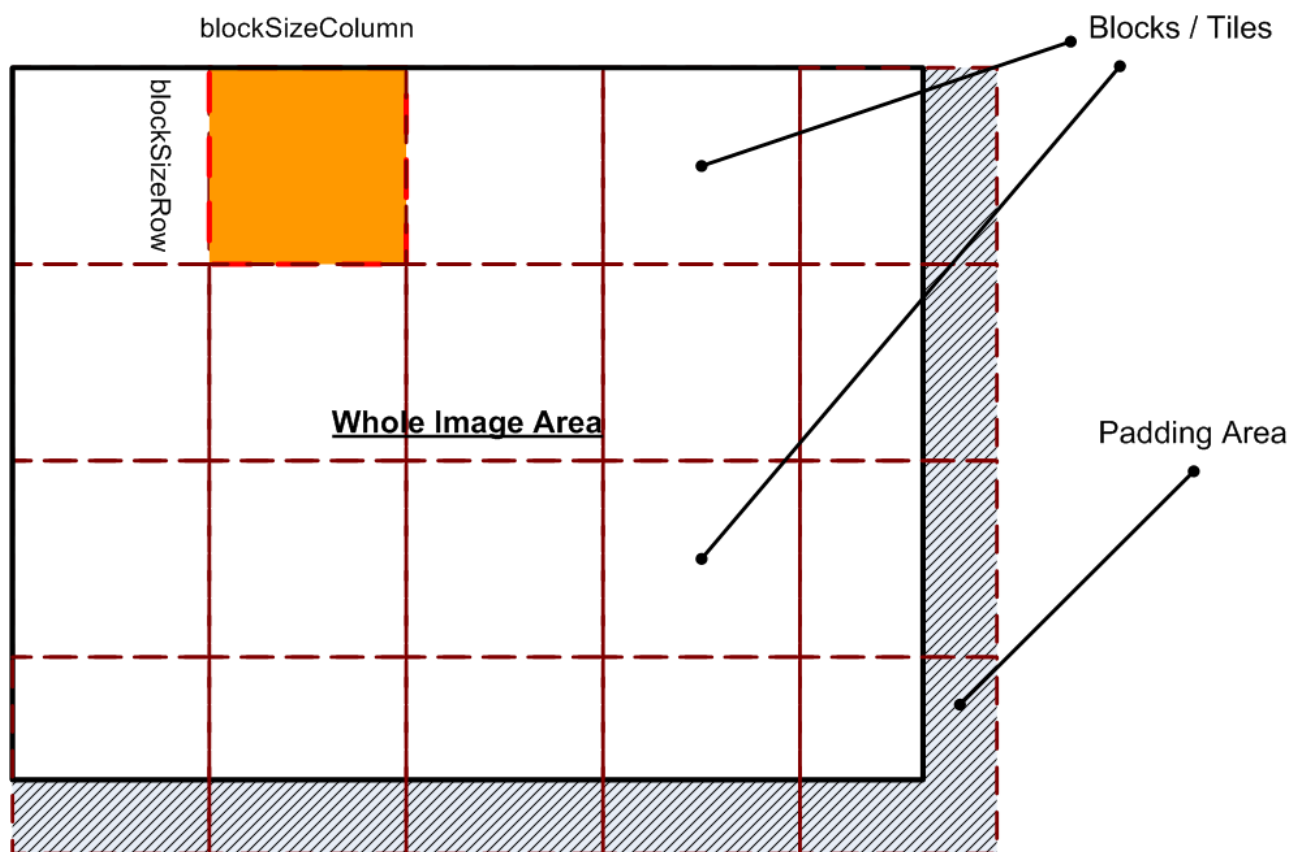 blockSizeColumn
Blocks / Tiles
blockSizeRow
Whole Image Area
Padding Area